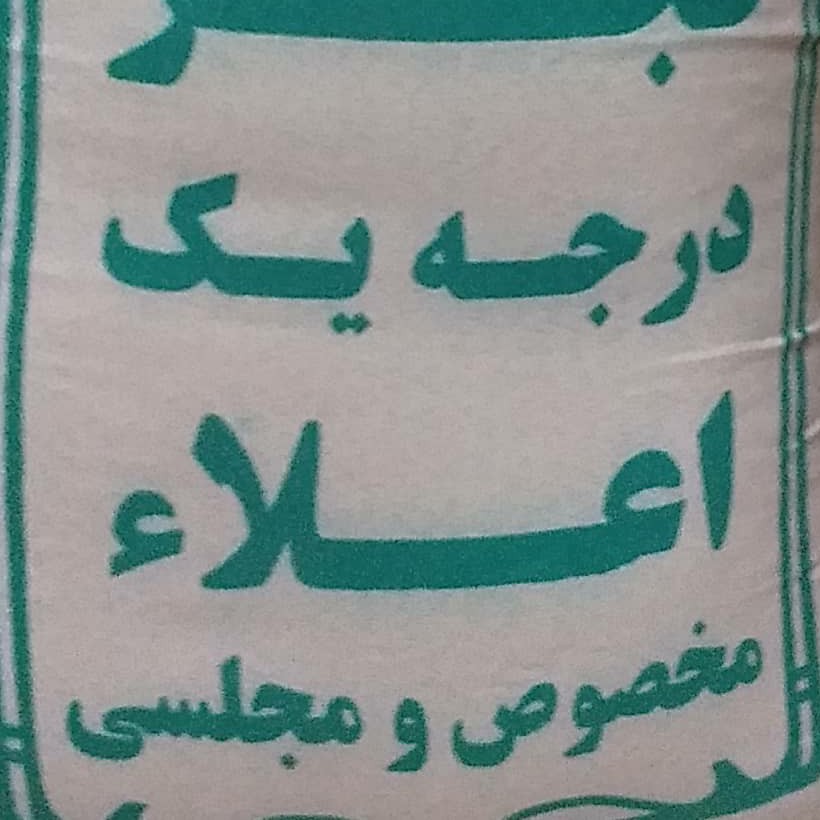 درجه یک
اعلاء
مخصوص و مجلسی